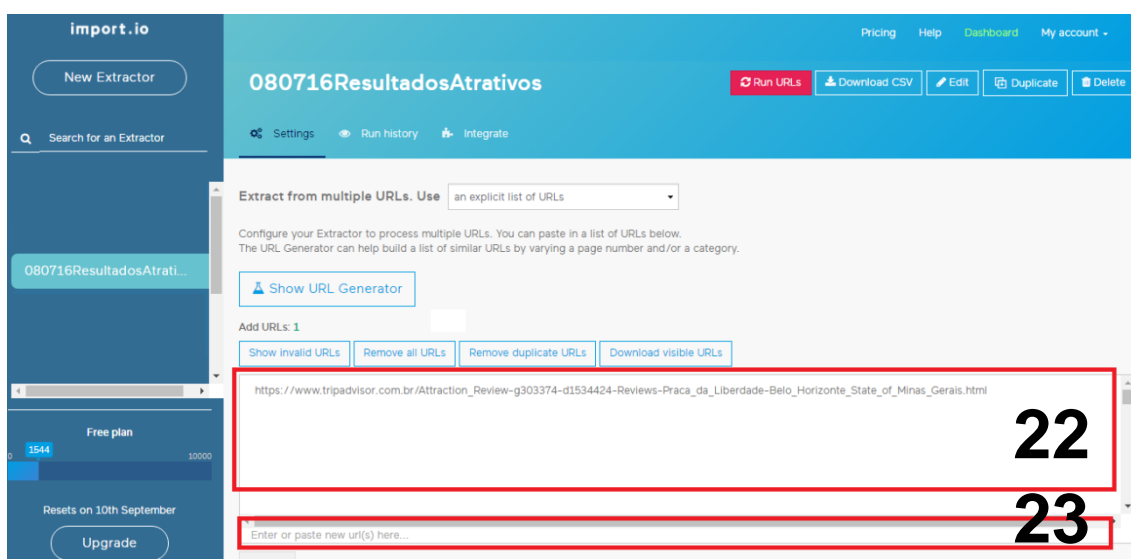 import.io
Pricing Help Dashboard My account
New Extractor
080716ResultadosAtrativos
Run URLs Download CSV Edit Duplicate Delete
Search for an Extractor
Settings Run history Integrate
Extract from multiple URLs. Use an explicit list of URLs
Configure your Extractor to process multiple URLs. You can paste in a list of URLs below.
The URL Generator can help build a list of similar URLs by varying a page number and/or a category.
080716ResultadosAtrati...
Show URL Generator
Add URLs: 1
Show invalid URLs Remove all URLs Remove duplicate URLs Download visible URLs
https://www.tripadvisor.com.br/Attraction_Review-g303374-d1534424-Reviews-Praca_da_Liberdade-Belo_Horizonte_State_of_Minas_Gerais.html
22
Free plan
1544
0 10000
Resets on 10th September
Upgrade
Enter or paste new url(s) here...
23